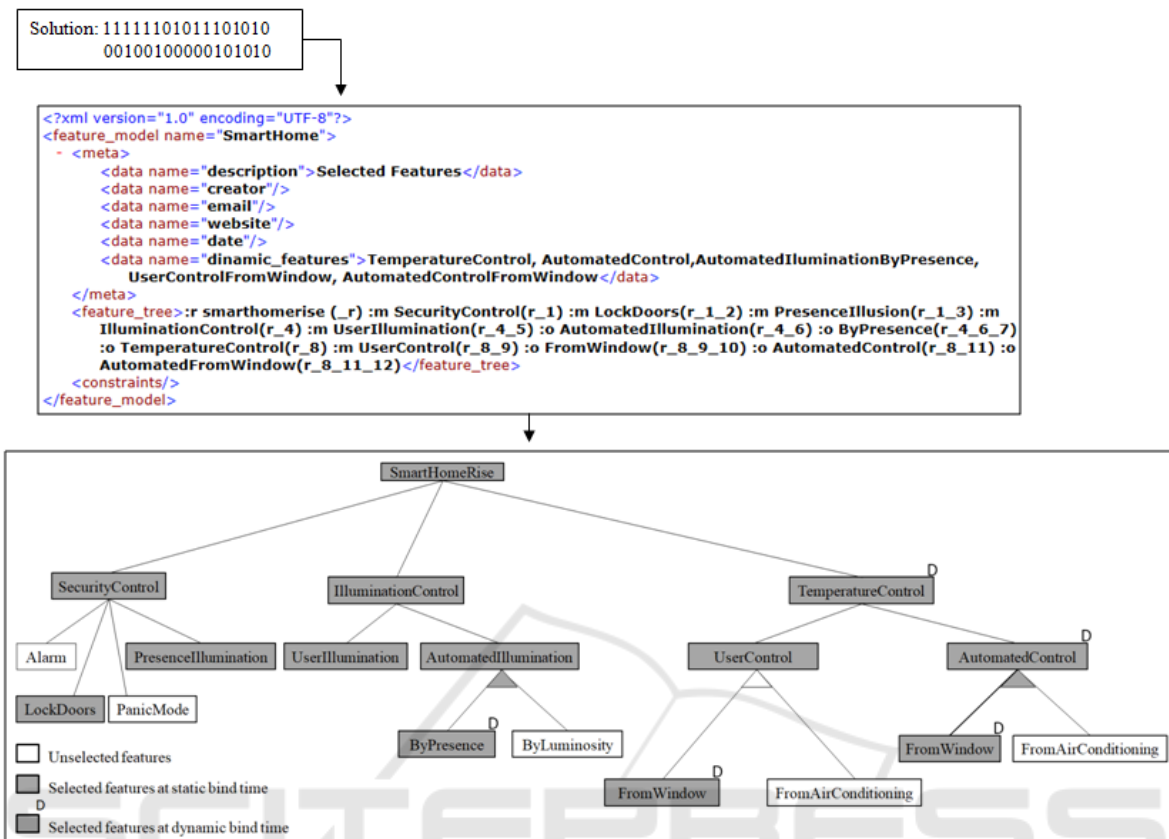 Solution: 11111101011101010
00100100000101010
<?xml version="1.0" encoding="UTF-8"?>
<feature_model name="SmartHome">
- <meta>
<data name="description">Selected Features</data>
<data name="creator"/>
<data name="email"/>
<data name="website"/>
<data name="date"/>
<data name="dinamic_features">TemperatureControl, AutomatedControl,AutomatedIluminationByPresence,
UserControlFromWindow, AutomatedControlFromWindow</data>
</meta>
<feature_tree>:r smarthomerise (_r) :m SecurityControl(r_1) :m LockDoors(r_1_2) :m PresenceIllusion(r_1_3) :m
IlluminationControl(r_4) :m UserIllumination(r_4_5) :o AutomatedIllumination(r_4_6) :o ByPresence(r_4_6_7)
:o TemperatureControl(r_8) :m UserControl(r_8_9) :o FromWindow(r_8_9_10) :o AutomatedControl(r_8_11) :o
AutomatedFromWindow(r_8_11_12)</feature_tree>
<constraints/>
</feature_model>
SmartHomeRise
D
SecurityControl
IlluminationControl
TemperatureControl
D
Alarm
PresenceIllumination
UserIllumination
AutomatedIllumination
UserControl
AutomatedControl
LockDoors
PanicMode
D
ByPresence
ByLuminosity
D
FromWindow
FromAirConditioning
D
FromWindow
FromAirConditioning
Unselected features
Selected features at static bind time
D
Selected features at dynamic bind time